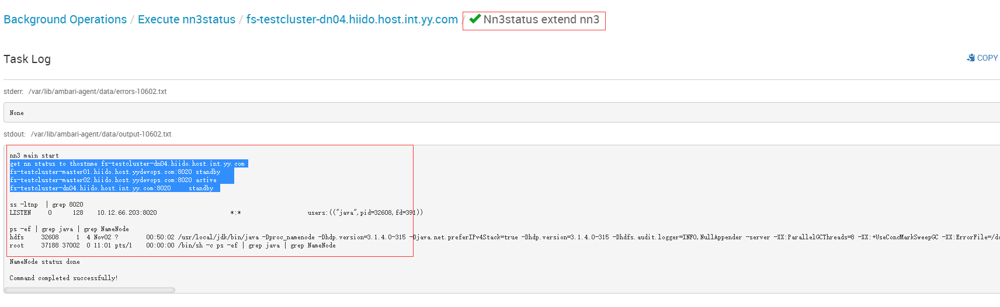 Background Operations / Execute nn3status / fs-testcluster-dn04.hiido.host.int.yy.com / Nn3status extend nn3
Task Log
COPY
stderr: /var/lib/ambari-agent/data/errors-10602.txt
None
stdout: /var/lib/ambari-agent/data/output-10602.txt
nn3 main start
get nn status to thostnme fs-testcluster-dn04.hiido.host.int.yy.com
fs-testcluster-master01.hiido.host.yydevops.com:8020 standby
fs-testcluster-master02.hiido.host.yydevops.com:8020 active
fs-testcluster-dn04.hiido.host.int.yy.com:8020 standby
ss -ltnp | grep 8020
LISTEN 0 128 10.12.66.203:8020 *:* users:(("java",pid=32608,fd=391))
ps -ef | grep java | grep NameNode
hdfs 32608 1 4 Nov02 ? 00:50:02 /usr/local/jdk/bin/java -Dproc_namenode -Dhdp.version=3.1.4.0-315 -Djava.net.preferIPv4Stack=true -Dhdp.version=3.1.4.0-315 -Dhdfs.audit.logger=INFO,NullAppender -server -XX:ParallelGCThreads=8 -XX:+UseConcMarkSweepGC -XX:ErrorFile=/da
root 37188 37002 0 11:01 pts/1 00:00:00 /bin/sh -c ps -ef | grep java | grep NameNode
NameNode status done
Command completed successfully!